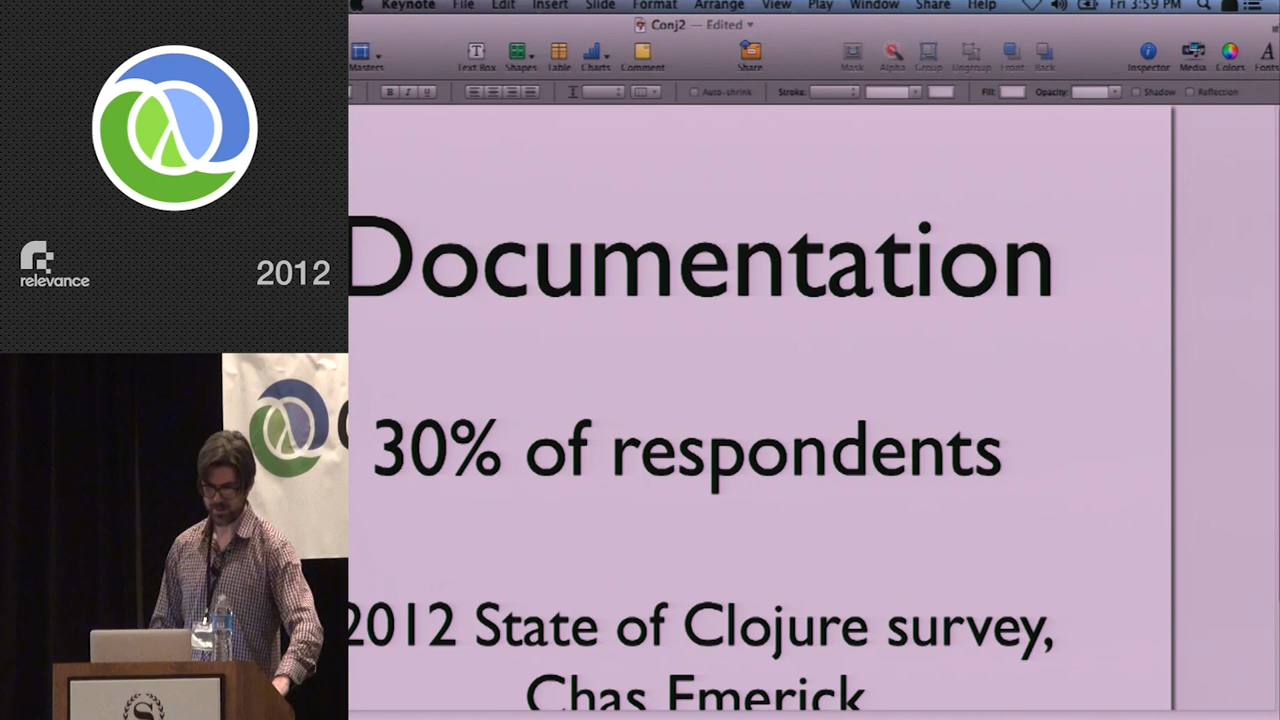 Keynote File Edit Insert Slide Format Arrange View Play Window Share Help Fri 3:59 PM
Conj2 — Edited
Masters Text Box Shapes Table Charts Comment Share Mask Alpha Group Ungroup Front Back Inspector Media Colors Fonts
B I U Auto-shrink Stroke: Fill: Opacity: Shadow Reflection
Documentation
30% of respondents
2012 State of Clojure survey,
Chas Emerick
relevance
2012
S